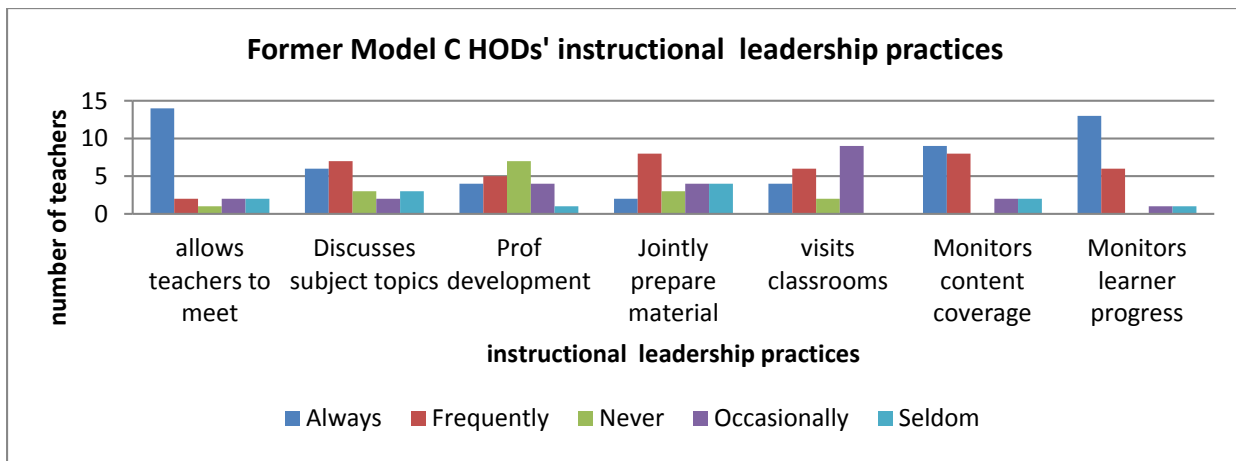 Former Model C HODs' instructional leadership practices
number of teachers
15
10
5
0
allows
teachers to
meet
Discusses
subject topics
Prof
development
Jointly
prepare
material
visits
classrooms
Monitors
content
coverage
Monitors
learner
progress
instructional leadership practices
Always Frequently Never Occasionally Seldom